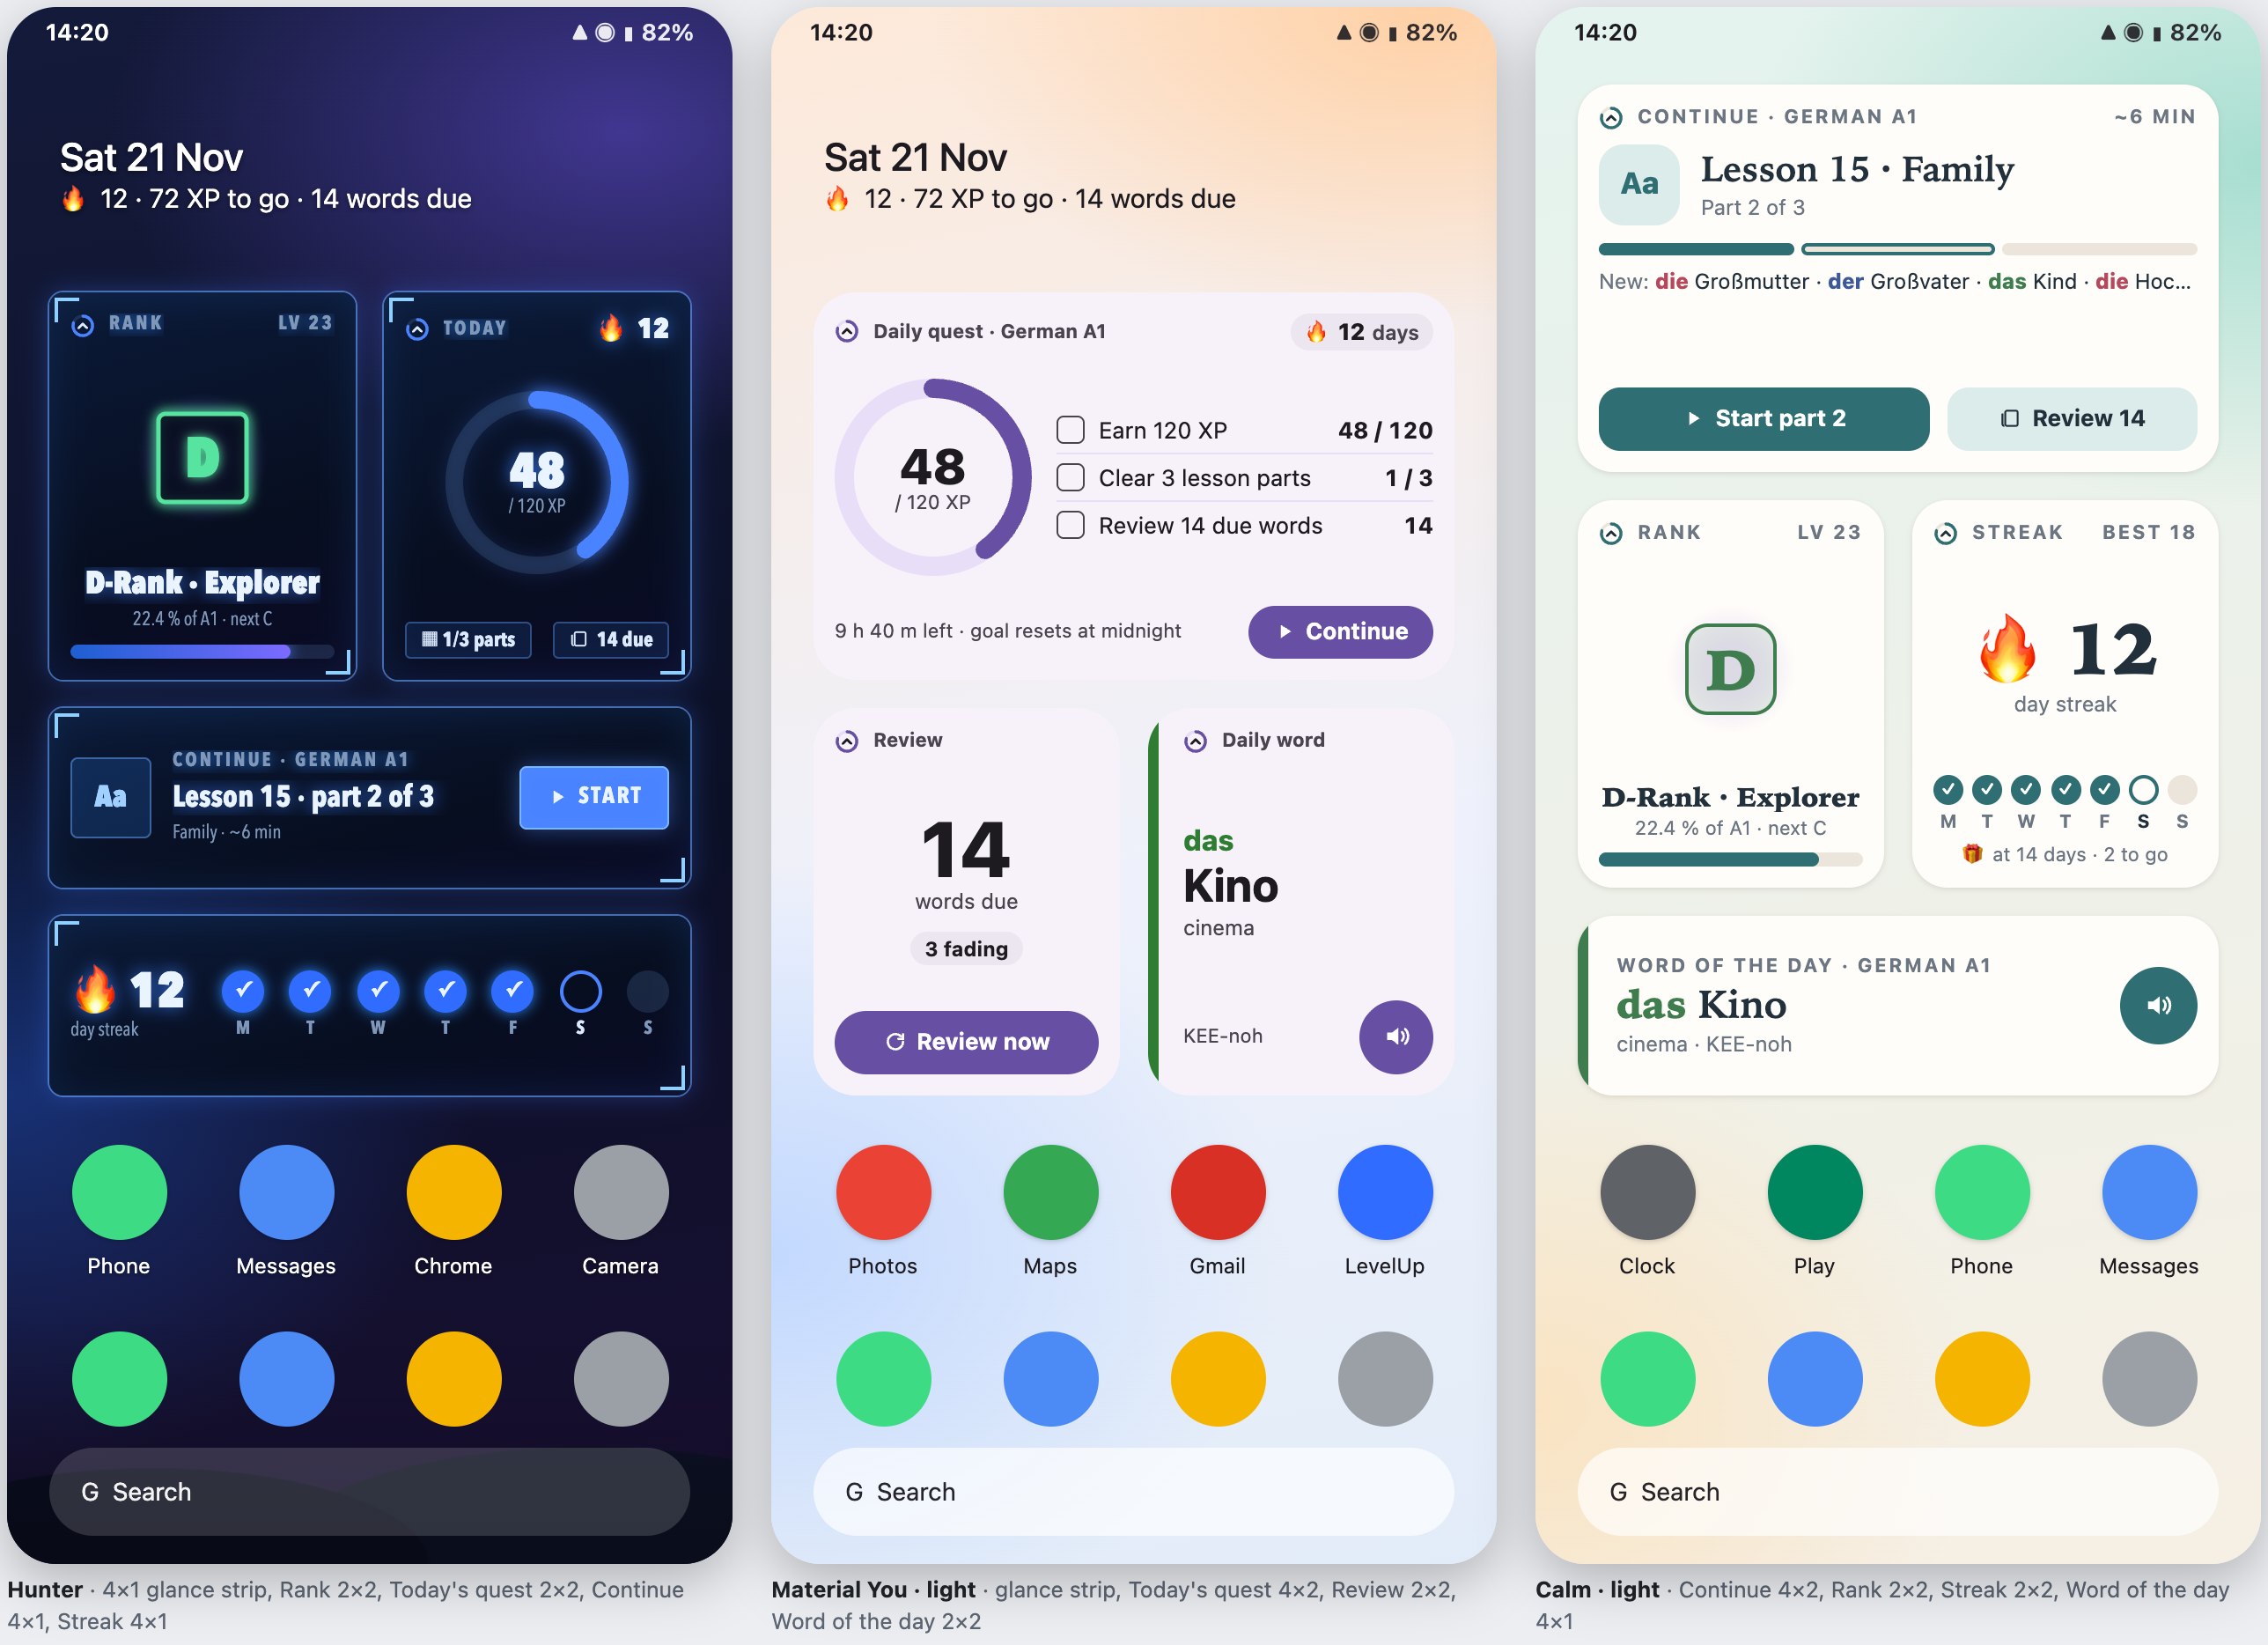 14:20
82%
Sat 21 Nov
12 · 72 XP to go · 14 words due
RANK
LV 23
D
D-Rank · Explorer
22.4 % of A1 · next C
TODAY
12
48
/ 120 XP
1/3 parts
14 due
Aa
CONTINUE · GERMAN A1
Lesson 15 · part 2 of 3
Family · ~6 min
START
12
day streak
M T W T F S S
Phone
Messages
Chrome
Camera
G Search
Hunter · 4×1 glance strip, Rank 2×2, Today's quest 2×2, Continue
4×1, Streak 4×1
14:20
82%
Sat 21 Nov
12 · 72 XP to go · 14 words due
Daily quest · German A1
12 days
48
/ 120 XP
Earn 120 XP
48 / 120
Clear 3 lesson parts
1 / 3
Review 14 due words
14
9 h 40 m left · goal resets at midnight
Continue
Review
14
words due
3 fading
Review now
Daily word
das
Kino
cinema
KEE-noh
Photos
Maps
Gmail
LevelUp
G Search
Material You · light · glance strip, Today's quest 4×2, Review 2×2,
Word of the day 2×2
14:20
82%
CONTINUE · GERMAN A1
~6 MIN
Aa
Lesson 15 · Family
Part 2 of 3
New: die Großmutter · der Großvater · das Kind · die Hoc...
Start part 2
Review 14
RANK
LV 23
D
D-Rank · Explorer
22.4 % of A1 · next C
STREAK
BEST 18
12
day streak
M T W T F S S
at 14 days · 2 to go
WORD OF THE DAY · GERMAN A1
das Kino
cinema · KEE-noh
Clock
Play
Phone
Messages
G Search
Calm · light · Continue 4×2, Rank 2×2, Streak 2×2, Word of the day
4×1